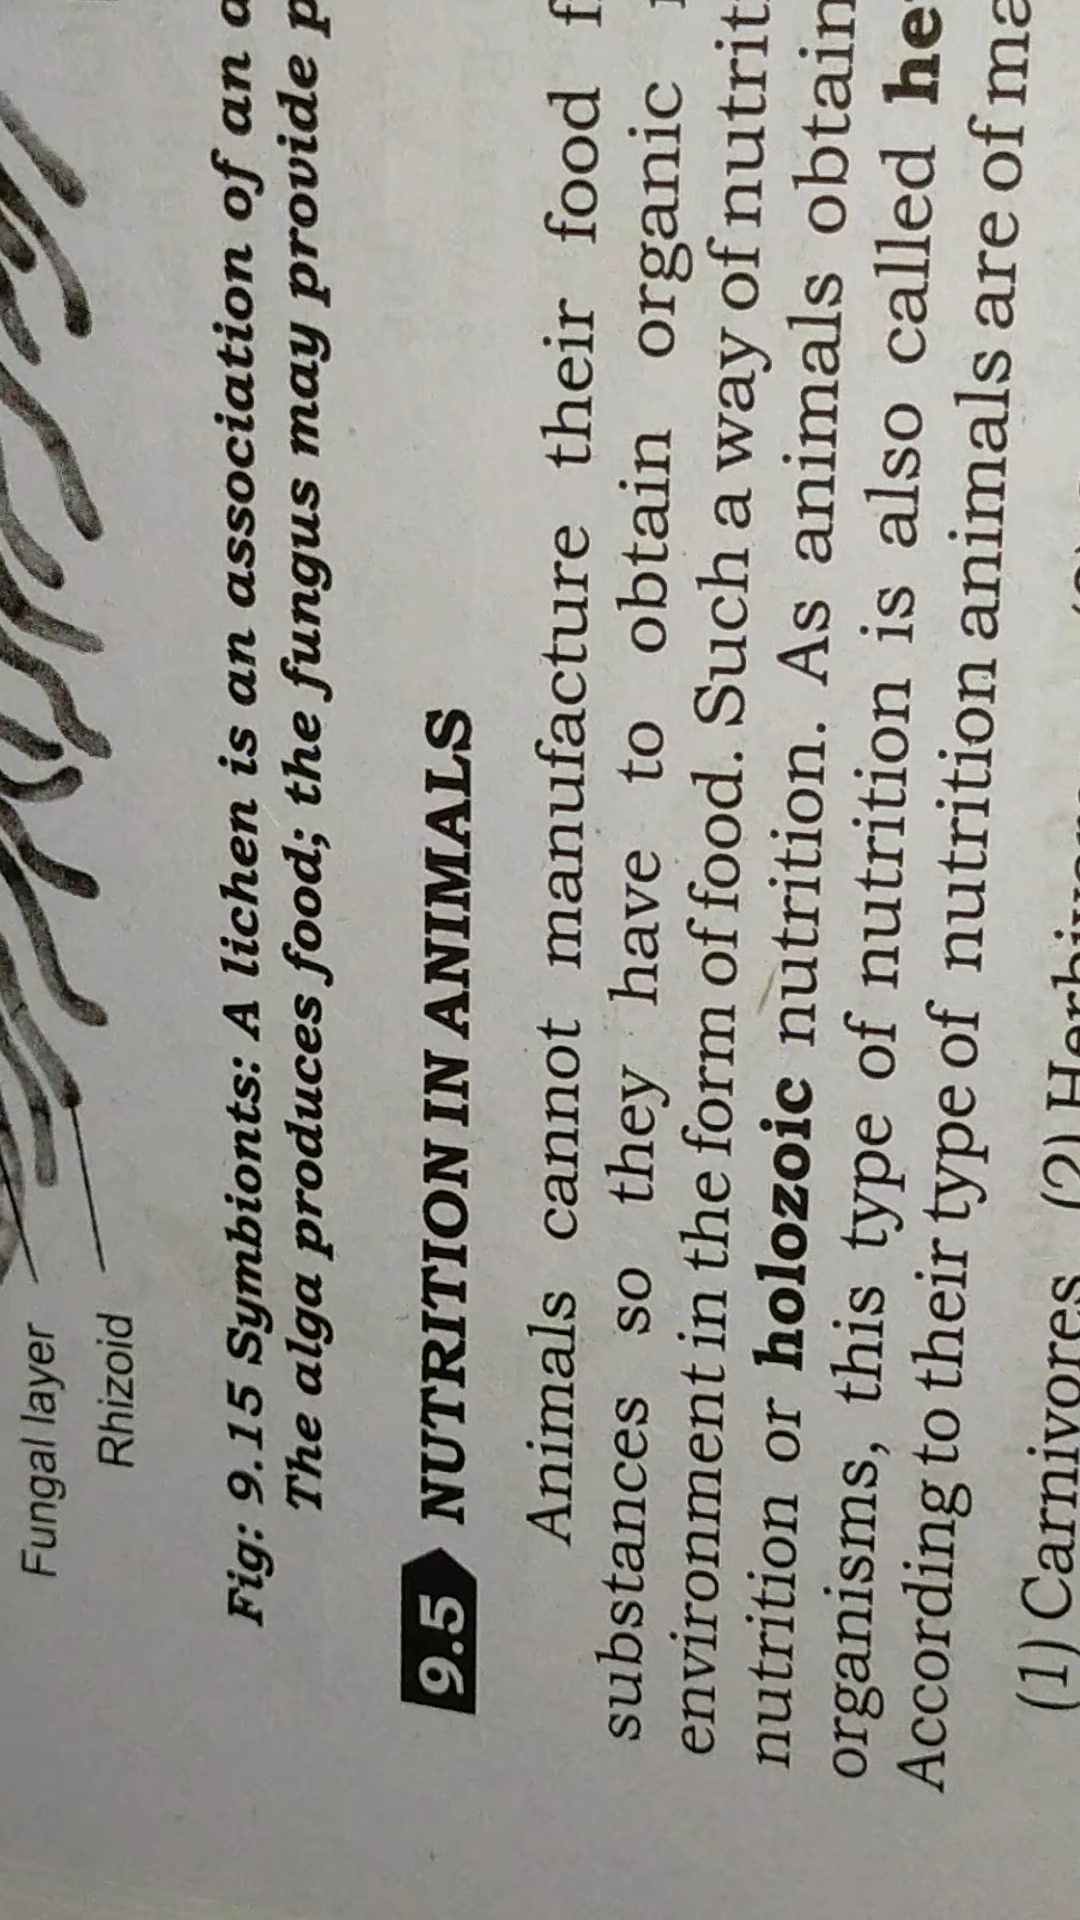 Fungal layer
Rhizoid
Fig: 9.15 Symbionts: A lichen is an association of an
The alga produces food; the fungus may provide
9.5 NUTRITION IN ANIMALS
Animals cannot manufacture their food
substances so they have to obtain organic
environment in the form of food. Such a way of
nutrition or holozoic nutrition. As animals obtain
organisms, this type of nutrition is also called
According to their type of nutrition animals are of
(1) Carnivores (2)